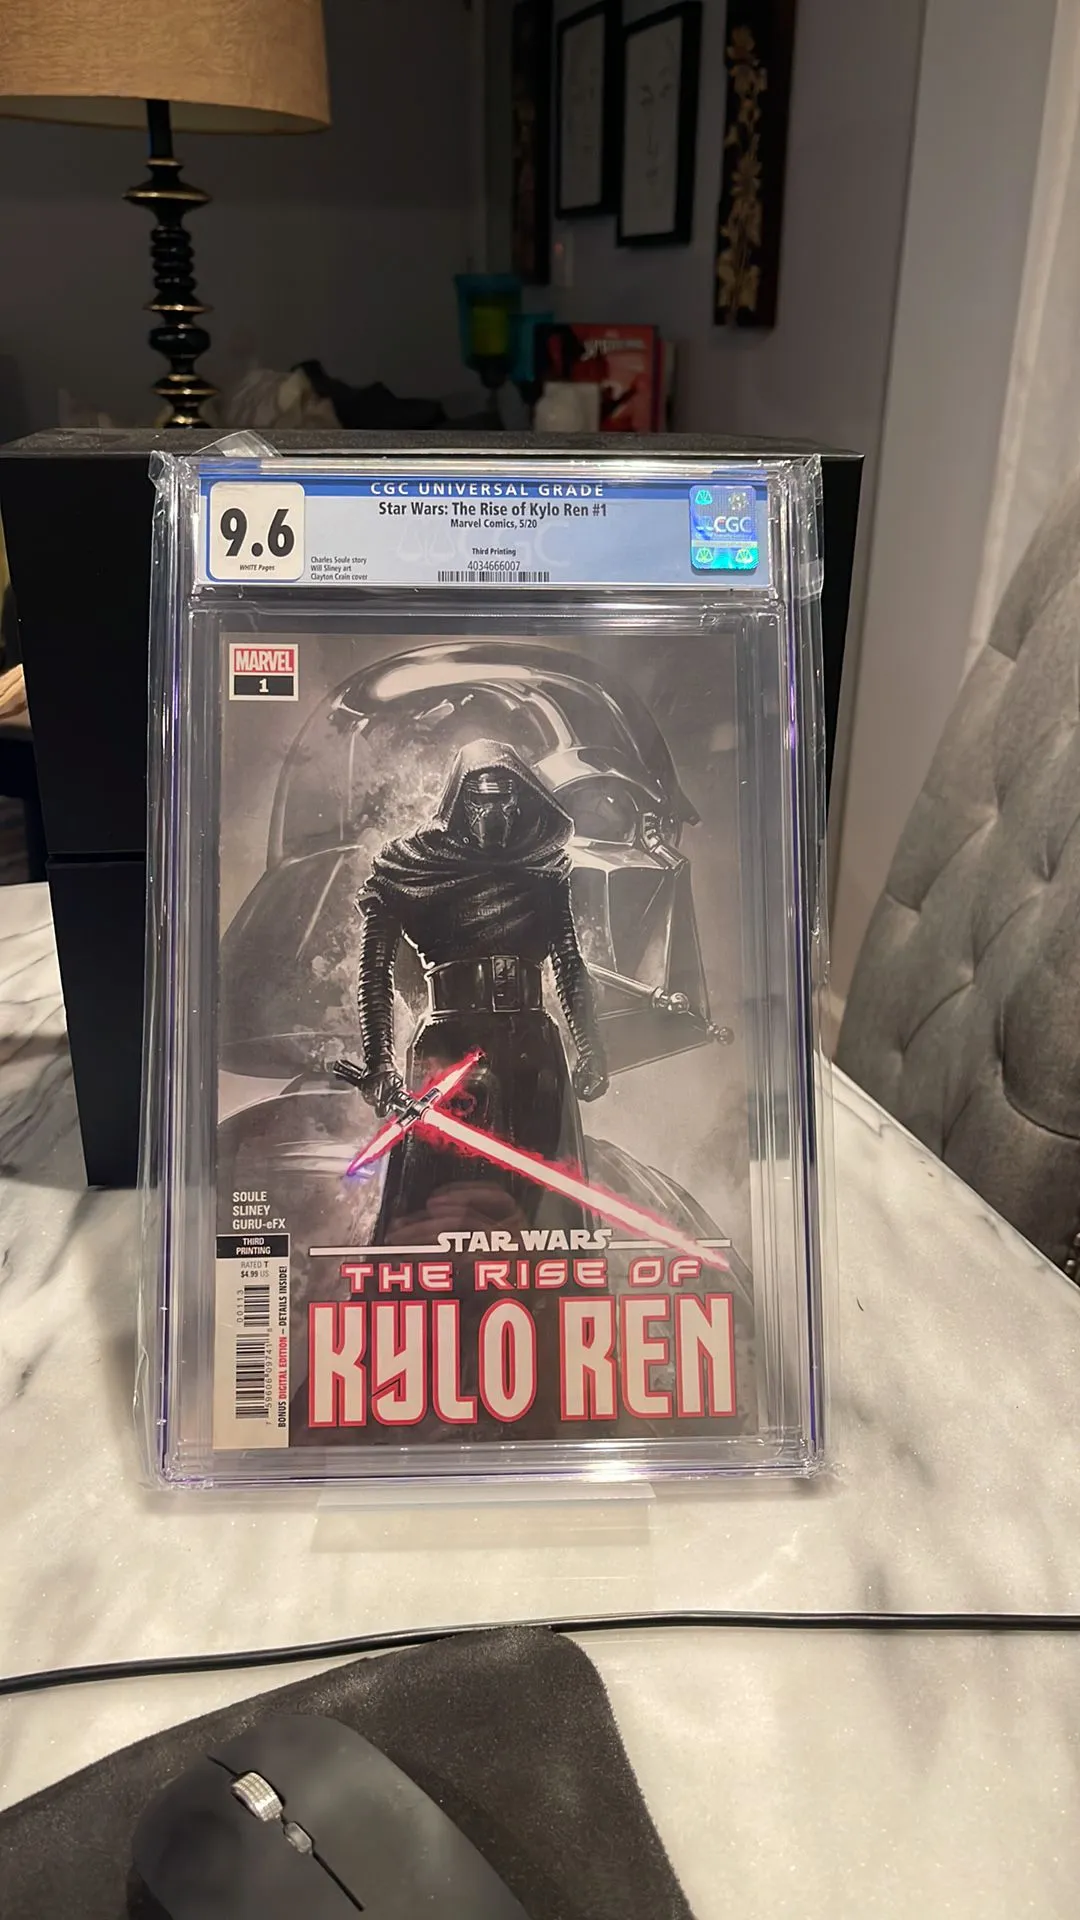 CGC UNIVERSAL GRADE
9.6
WHITE Pages
Star Wars: The Rise of Kylo Ren #1
Marvel Comics, 5/20
Third Printing
Charles Soule story
Will Sliney art
Clayton Crain cover
4034666007
CGC
MARVEL
1
SOULE
SLINEY
GURU-eFX
THIRD
PRINTING
RATED T
$4.99 US
BONUS DIGITAL EDITION – DETAILS INSIDE!
00113
STAR WARS
THE RISE OF
KYLO REN